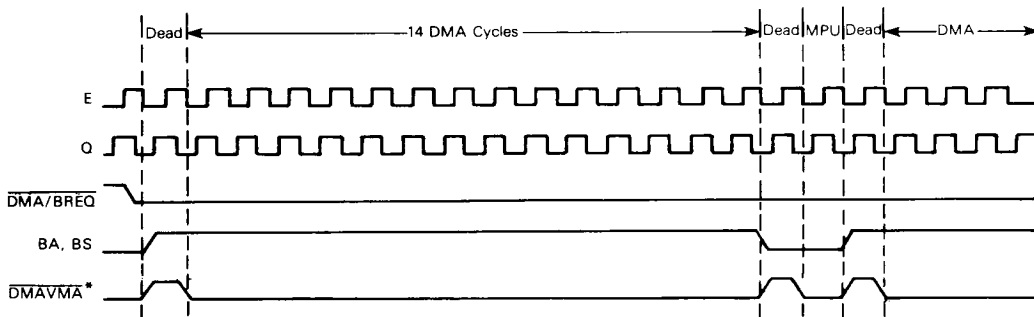 Dead
14 DMA Cycles
Dead
MPU
Dead
DMA
E
Q
DMA/BREQ
BA, BS
DMAVMA*